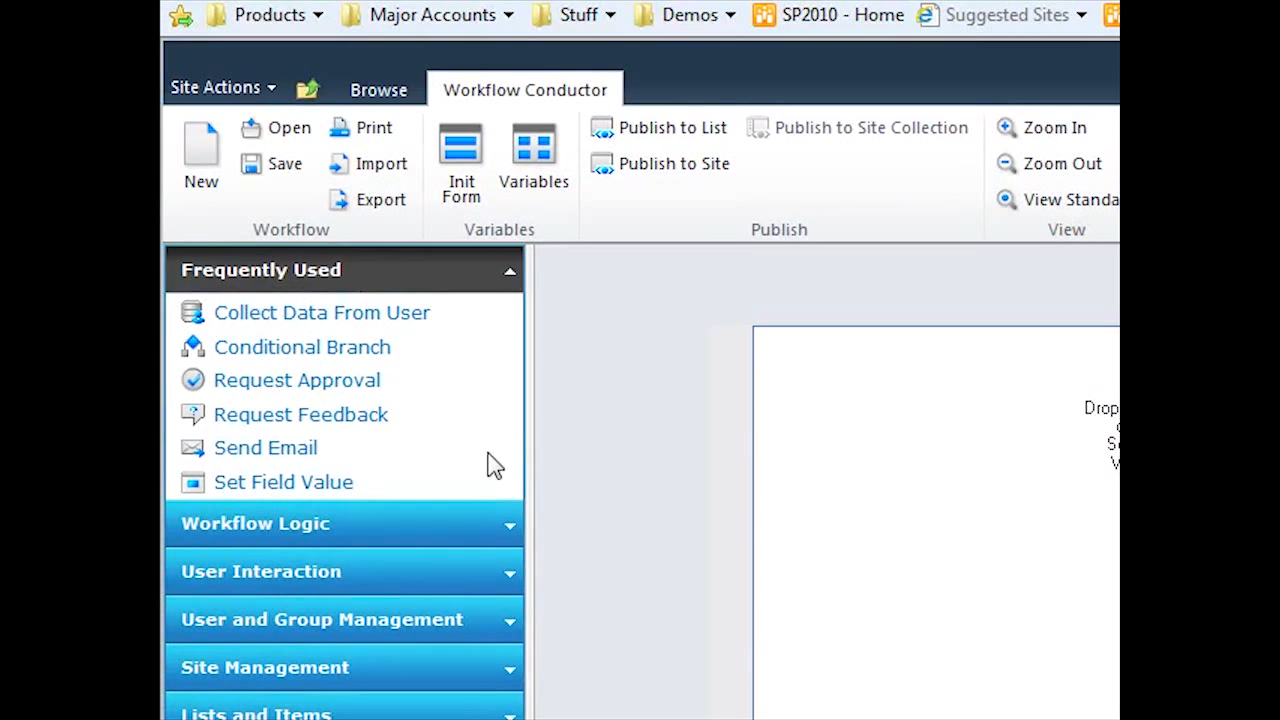 Products Major Accounts Stuff Demos SP2010 - Home Suggested Sites
Site Actions Browse Workflow Conductor
New Open Save Print Import Export
Workflow
Init Form Variables
Variables
Publish to List Publish to Site Collection
Publish to Site
Publish
Zoom In
Zoom Out
View Standa
View
Frequently Used
Collect Data From User
Conditional Branch
Request Approval
Request Feedback
Send Email
Set Field Value
Workflow Logic
User Interaction
User and Group Management
Site Management
Lists and Items
Drop